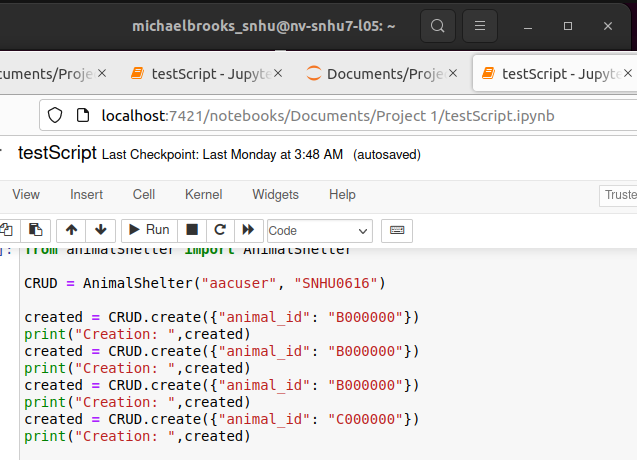 michaelbrooks_snhu@nv-snhu7-l05: ~
cuments/Proje
testScript - Jupyte
Documents/Proj
testScript - Jupyte
localhost:7421/notebooks/Documents/Project 1/testScript.ipynb
testScript Last Checkpoint: Last Monday at 3:48 AM (autosaved)
View Insert Cell Kernel Widgets Help Truste
Run Code
]: from animalShelter import AnimalShelter
CRUD = AnimalShelter("aacuser", "SNHU0616")
created = CRUD.create({"animal_id": "B000000"})
print("Creation: ",created)
created = CRUD.create({"animal_id": "B000000"})
print("Creation: ",created)
created = CRUD.create({"animal_id": "B000000"})
print("Creation: ",created)
created = CRUD.create({"animal_id": "C000000"})
print("Creation: ",created)